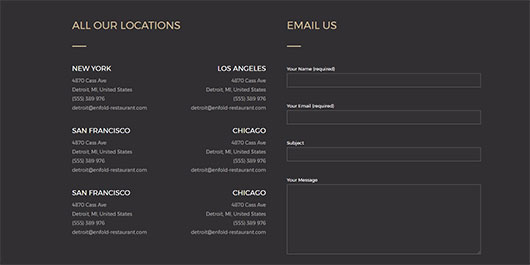 ALL OUR LOCATIONS
NEW YORK
4870 Cass Ave
Detroit, MI, United States
(555) 389 976
detroit@enfold-restaurant.com
LOS ANGELES
4870 Cass Ave
Detroit, MI, United States
(555) 389 976
detroit@enfold-restaurant.com
SAN FRANCISCO
4870 Cass Ave
Detroit, MI, United States
(555) 389 976
detroit@enfold-restaurant.com
CHICAGO
4870 Cass Ave
Detroit, MI, United States
(555) 389 976
detroit@enfold-restaurant.com
SAN FRANCISCO
4870 Cass Ave
Detroit, MI, United States
(555) 389 976
detroit@enfold-restaurant.com
CHICAGO
4870 Cass Ave
Detroit, MI, United States
(555) 389 976
detroit@enfold-restaurant.com
EMAIL US
Your Name (required)
Your Email (required)
Subject
Your Message